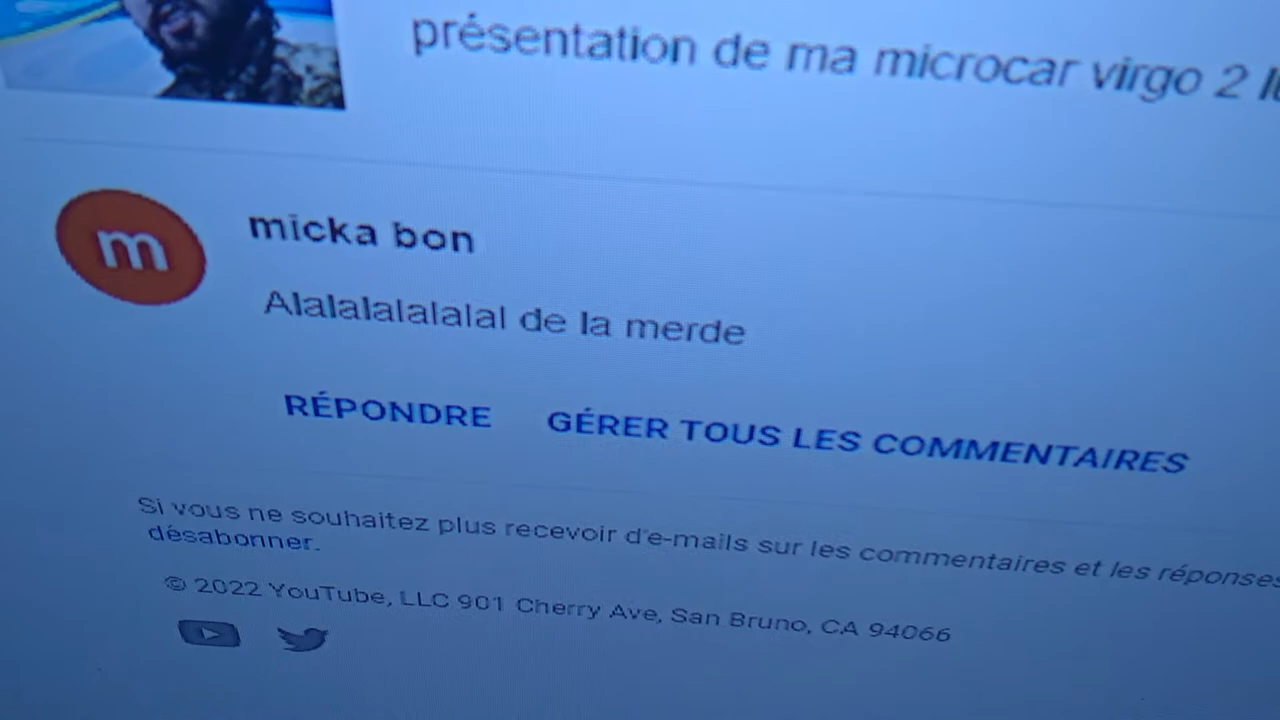 présentation de ma microcar virgo 2
m
micka bon
Alalalalalalal de la merde
RÉPONDRE GÉRER TOUS LES COMMENTAIRES
Si vous ne souhaitez plus recevoir d'e-mails sur les commentaires et les réponses
désabonner.
© 2022 YouTube, LLC 901 Cherry Ave, San Bruno, CA 94066